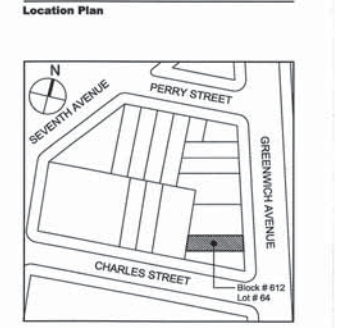 Location Plan
N
PERRY STREET
SEVENTH AVENUE
GREENWICH AVENUE
CHARLES STREET
Block # 612
Lot # 64